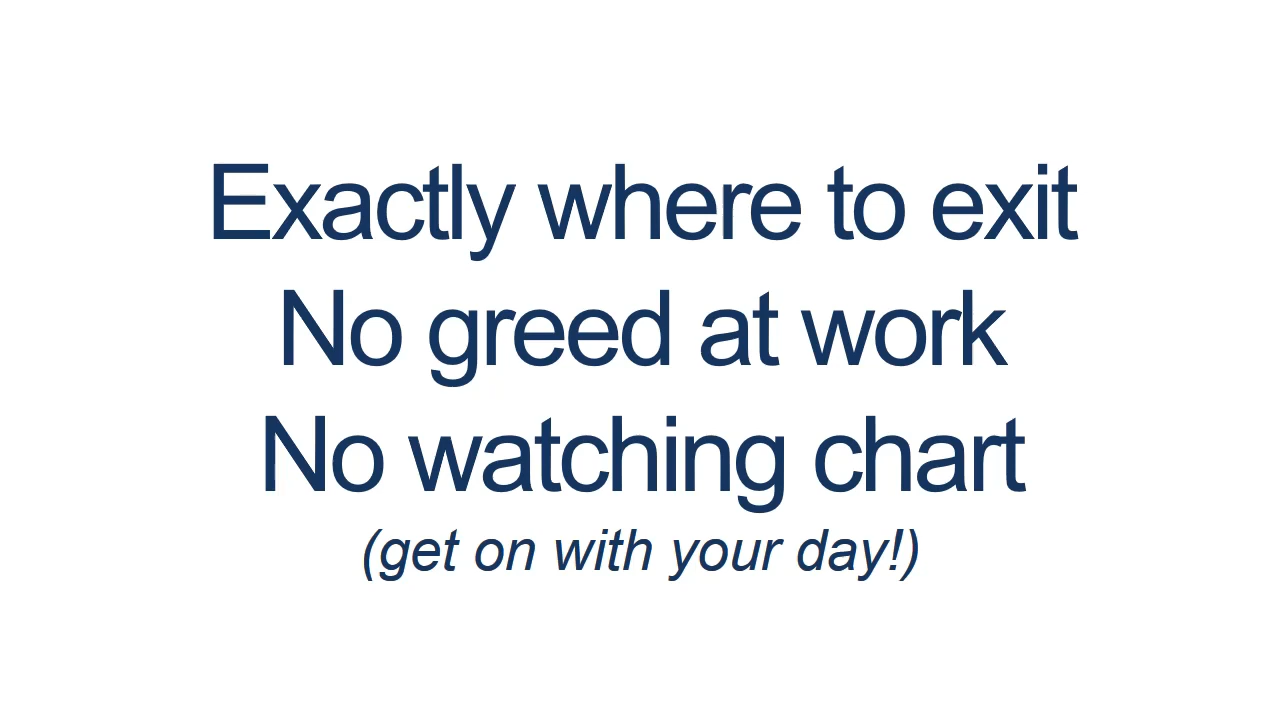 Exactly where to exit
No greed at work
No watching chart
(get on with your day!)